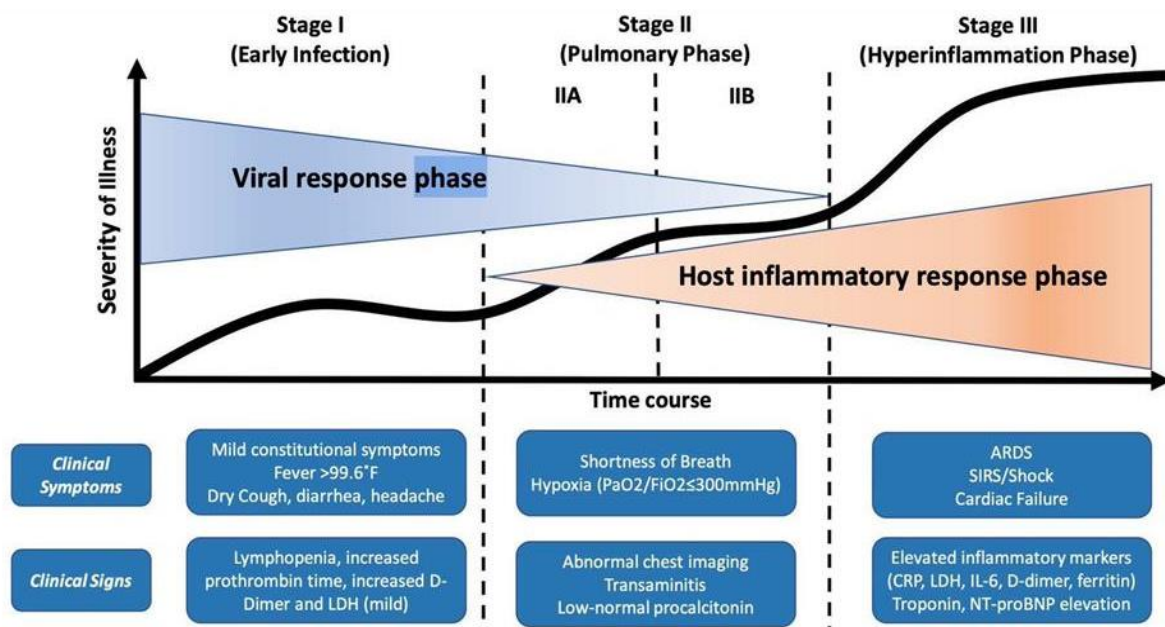 Stage I
(Early Infection)
Stage II
(Pulmonary Phase)
Stage III
(Hyperinflammation Phase)
IIA
IIB
Severity of Illness
Viral response phase
Host inflammatory response phase
Time course
Clinical
Symptoms
Mild constitutional symptoms
Fever >99.6°F
Dry Cough, diarrhea, headache
Shortness of Breath
Hypoxia (PaO2/FiO2≤300mmHg)
ARDS
SIRS/Shock
Cardiac Failure
Clinical Signs
Lymphopenia, increased
prothrombin time, increased D-
Dimer and LDH (mild)
Abnormal chest imaging
Transaminitis
Low-normal procalcitonin
Elevated inflammatory markers
(CRP, LDH, IL-6, D-dimer, ferritin)
Troponin, NT-proBNP elevation